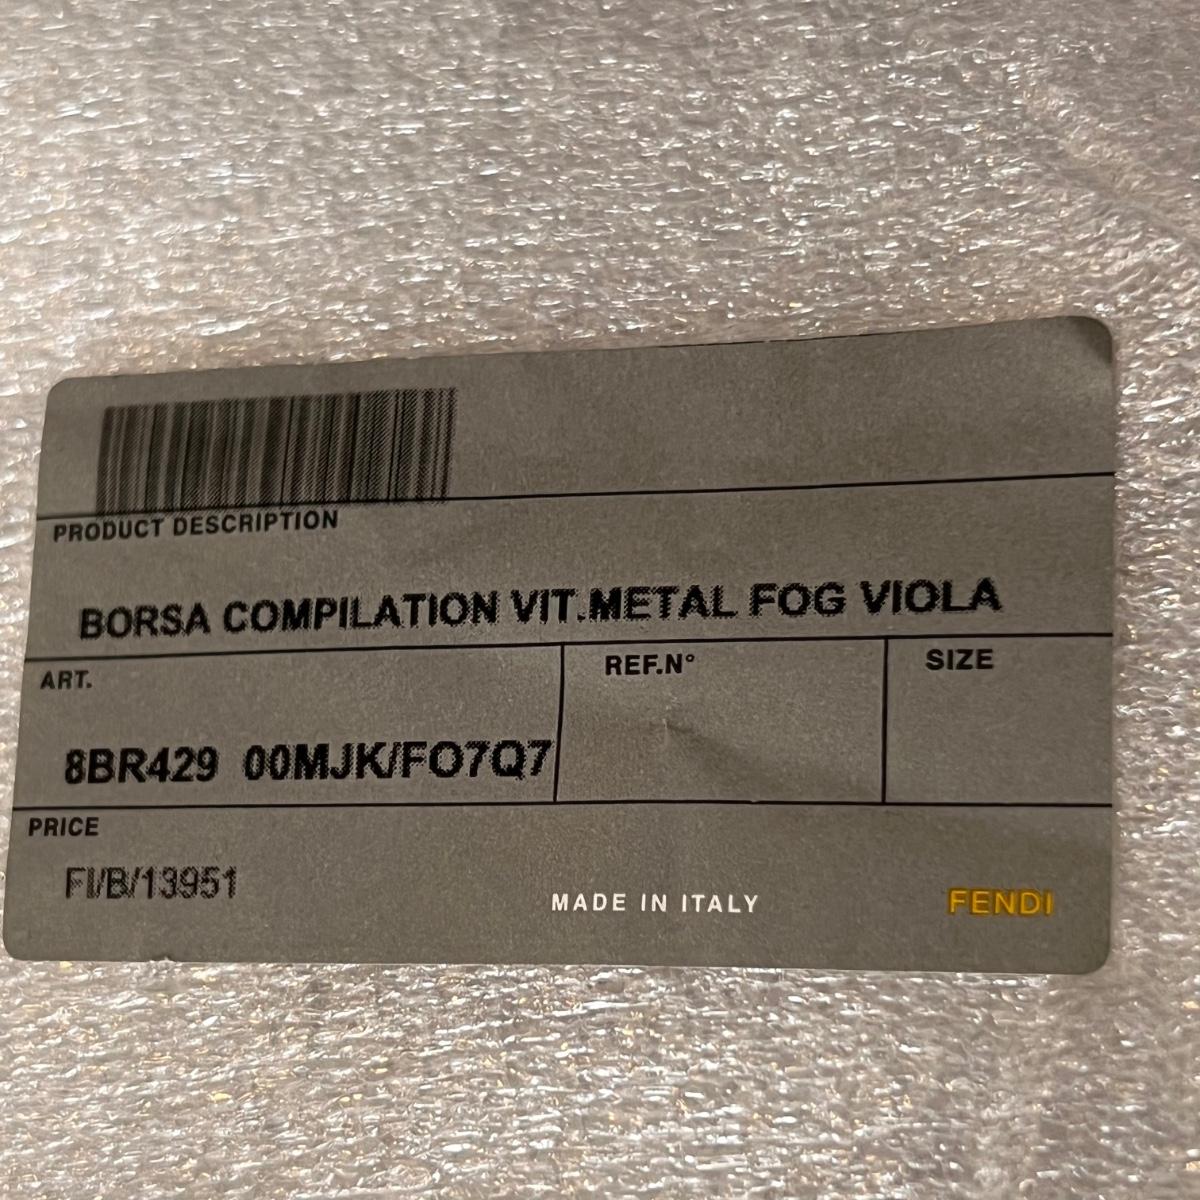 PRODUCT DESCRIPTION
BORSA COMPILATION VIT.METAL FOG VIOLA
ART.
8BR429 00MJK/FO7Q7
REF.N°
SIZE
PRICE
FI/B/13951
MADE IN ITALY
FENDI